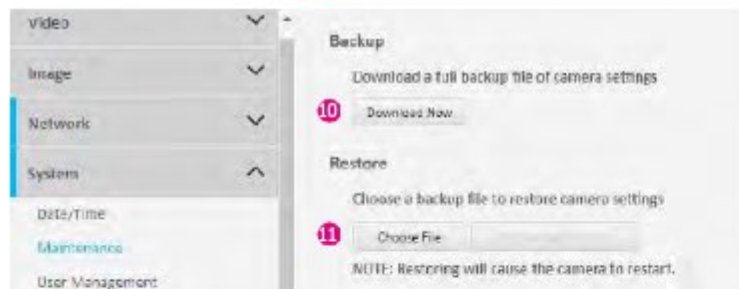 Video
Image
Network
System
Date/Time
Maintenance
User Management
Backup
Download a full backup file of camera settings
10 Download Now
Restore
Choose a backup file to restore camera settings
11 Choose File
NOTE: Restoring will cause the camera to restart.